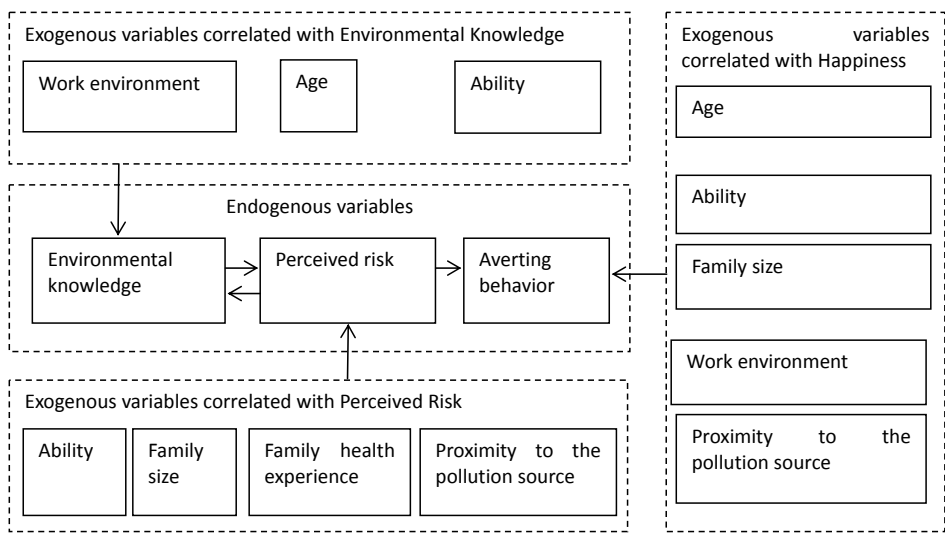 Exogenous variables correlated with Environmental Knowledge
Work environment
Age
Ability
Endogenous variables
Environmental
knowledge
Perceived risk
Averting
behavior
Exogenous variables correlated with Perceived Risk
Ability
Family
size
Family health
experience
Proximity to the
pollution source
Exogenous variables
correlated with Happiness
Age
Ability
Family size
Work environment
Proximity to the
pollution source